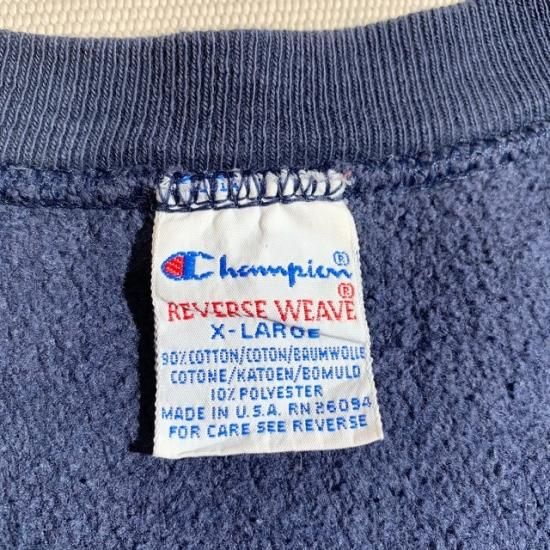 Champion®
REVERSE WEAVE®
X-LARGE
90% COTTON/COTON/BAUMWOLLE
COTONE/KATOEN/BOMULD
10% POLYESTER
MADE IN U.S.A. RN 26094
FOR CARE SEE REVERSE